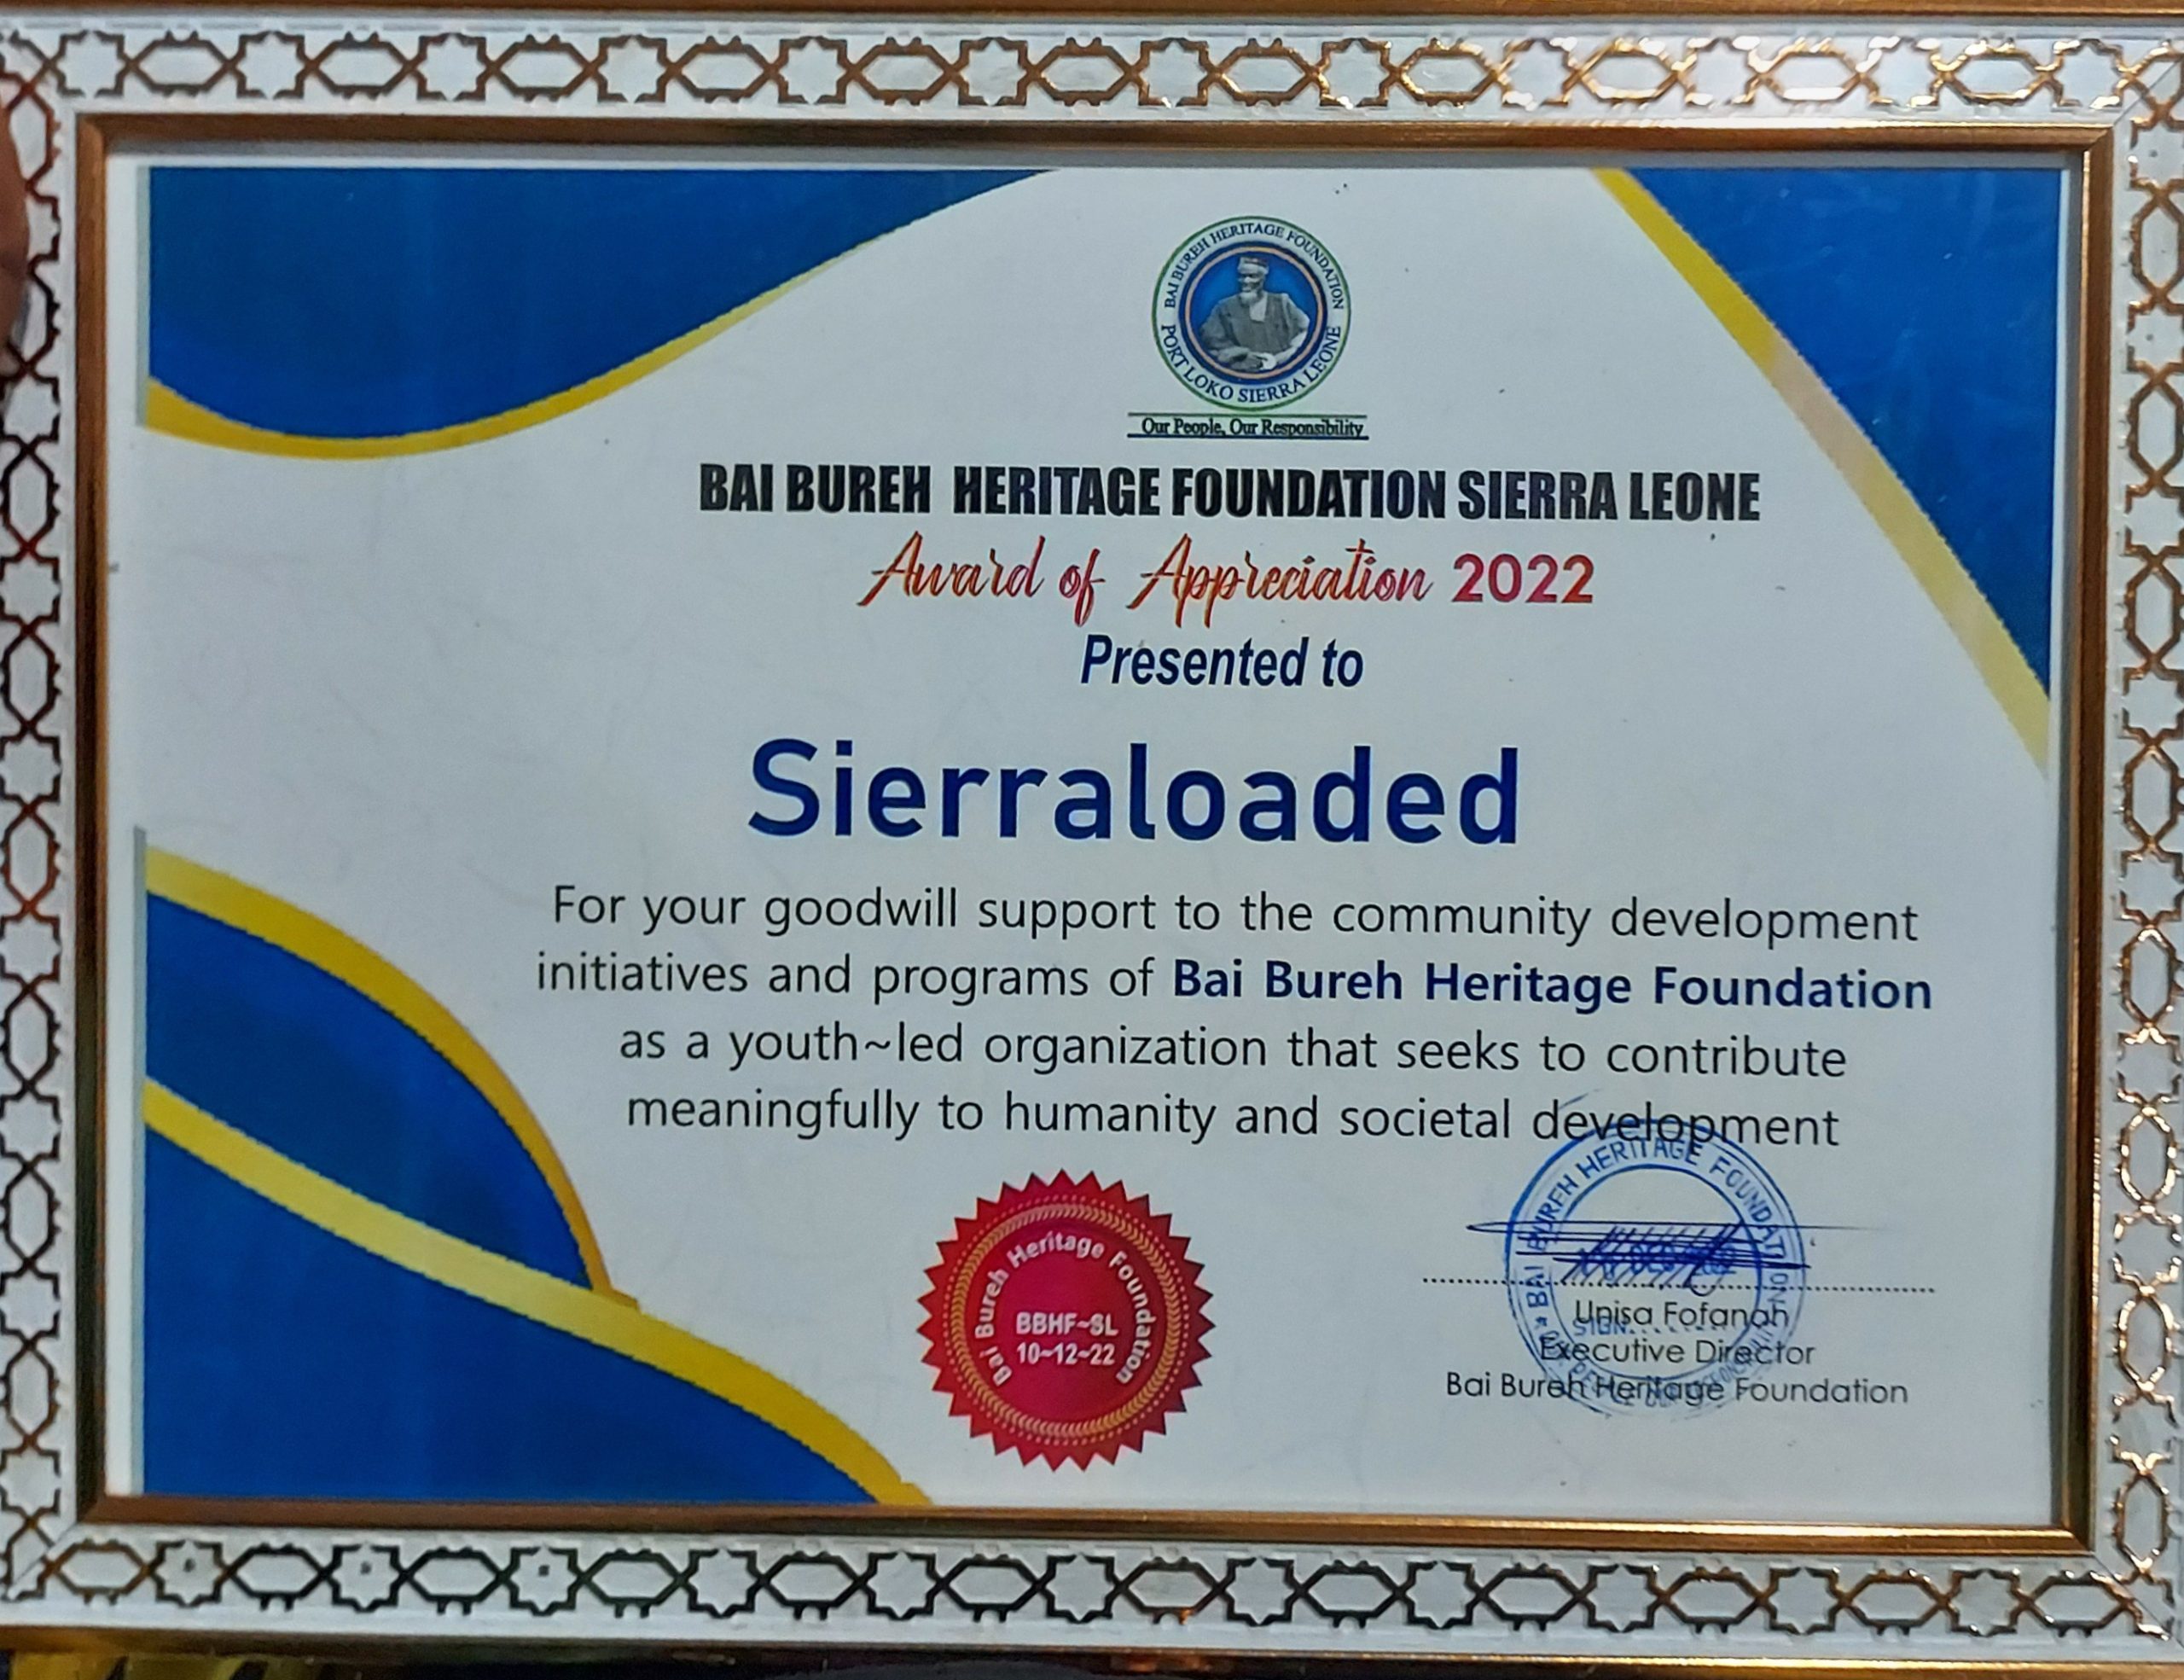 BAI BUREH HERITAGE FOUNDATION
PORT LOKO SIERRA LEONE
Our People, Our Responsibility
BAI BUREH HERITAGE FOUNDATION SIERRA LEONE
Award of Appreciation 2022
Presented to
Sierraloaded
For your goodwill support to the community development
initiatives and programs of Bai Bureh Heritage Foundation
as a youth~led organization that seeks to contribute
meaningfully to humanity and societal development
Bai Bureh Heritage Foundation
BBHF~SL
10~12~22
BAI BUREH HERITAGE FOUNDATION
SIGN
Unisa Fofanah
Executive Director
Bai Bureh Heritage Foundation